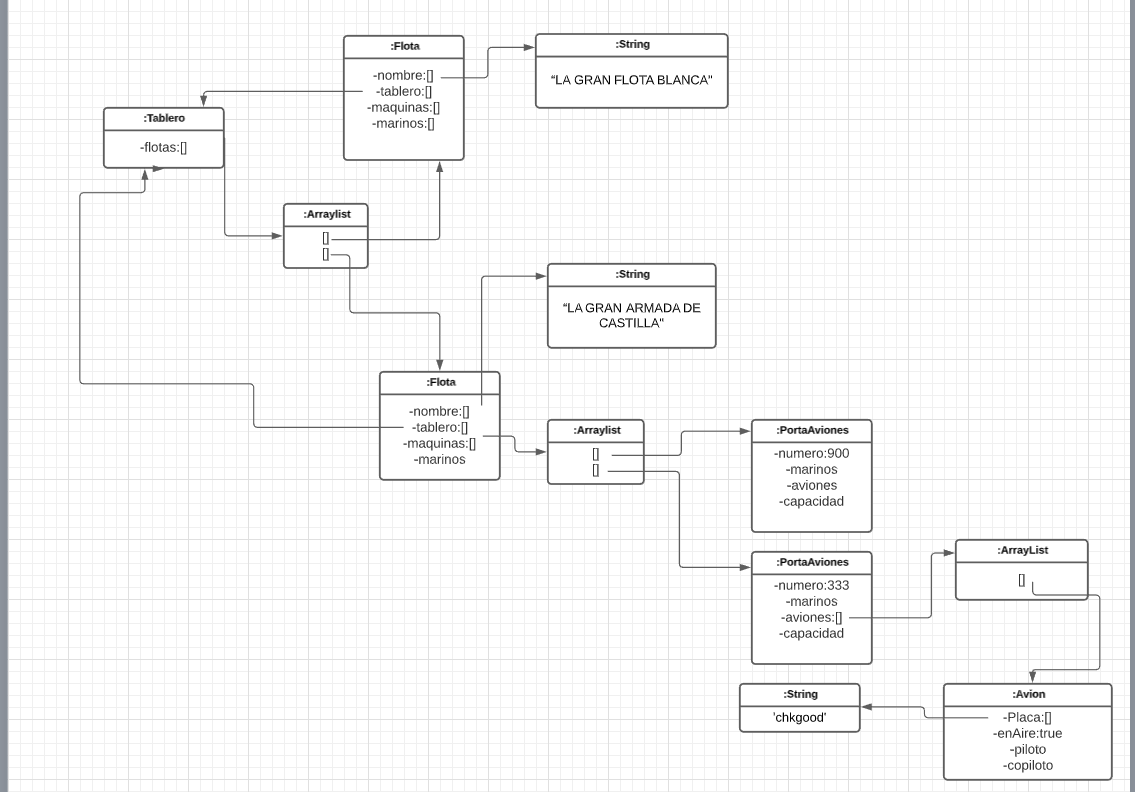 :Flota
-nombre:[]
-tablero:[]
-maquinas:[]
-marinos:[]
:String
“LA GRAN FLOTA BLANCA"
:Tablero
-flotas:[]
:Arraylist
[]
[]
:String
“LA GRAN ARMADA DE
CASTILLA"
:Flota
-nombre:[]
-tablero:[]
-maquinas:[]
-marinos
:Arraylist
[]
[]
:PortaAviones
-numero:900
-marinos
-aviones
-capacidad
:PortaAviones
-numero:333
-marinos
-aviones:[]
-capacidad
:ArrayList
[]
:String
'chkgood'
:Avion
-Placa:[]
-enAire:true
-piloto
-copiloto